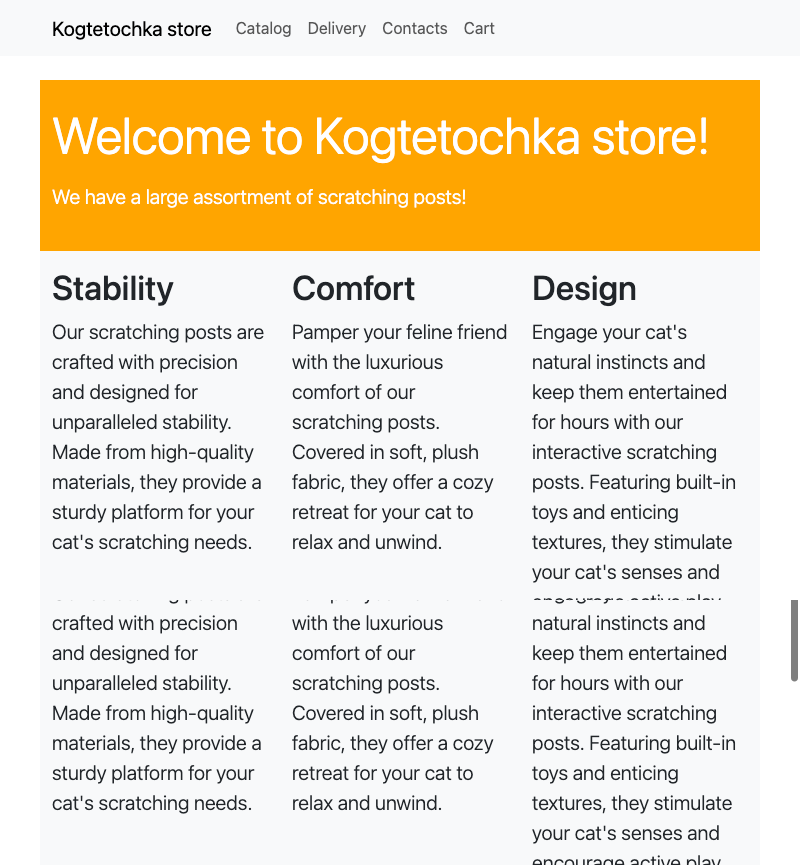 Kogtetochka store Catalog Delivery Contacts Cart
Welcome to Kogtetochka store!
We have a large assortment of scratching posts!
Stability
Our scratching posts are
crafted with precision
and designed for
unparalleled stability.
Made from high-quality
materials, they provide a
sturdy platform for your
cat's scratching needs.
Comfort
Pamper your feline friend
with the luxurious
comfort of our
scratching posts.
Covered in soft, plush
fabric, they offer a cozy
retreat for your cat to
relax and unwind.
Design
Engage your cat's
natural instincts and
keep them entertained
for hours with our
interactive scratching
posts. Featuring built-in
toys and enticing
textures, they stimulate
your cat's senses and
crafted with precision
and designed for
unparalleled stability.
Made from high-quality
materials, they provide a
sturdy platform for your
cat's scratching needs.
with the luxurious
comfort of our
scratching posts.
Covered in soft, plush
fabric, they offer a cozy
retreat for your cat to
relax and unwind.
natural instincts and
keep them entertained
for hours with our
interactive scratching
posts. Featuring built-in
toys and enticing
textures, they stimulate
your cat's senses and
encourage active play